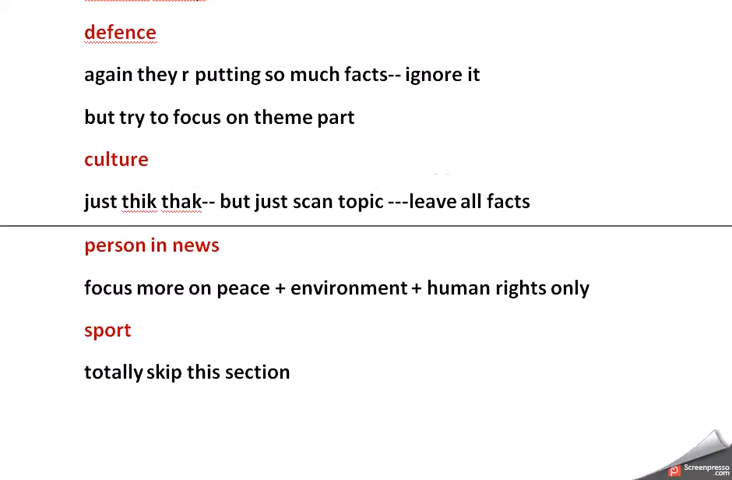 defence
again they r putting so much facts-- ignore it
but try to focus on theme part
culture
just thik thak-- but just scan topic ---leave all facts
person in news
focus more on peace + environment + human rights only
sport
totally skip this section
Screenpresso
.com